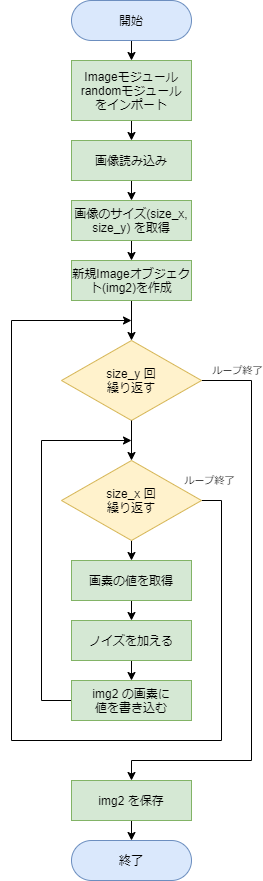 開始
Imageモジュール
randomモジュール
をインポート
画像読み込み
画像のサイズ(size_x,
size_y) を取得
新規Imageオブジェク
ト(img2)を作成
size_y 回
繰り返す
ループ終了
size_x 回
繰り返す
ループ終了
画素の値を取得
ノイズを加える
img2 の画素に
値を書き込む
img2 を保存
終了